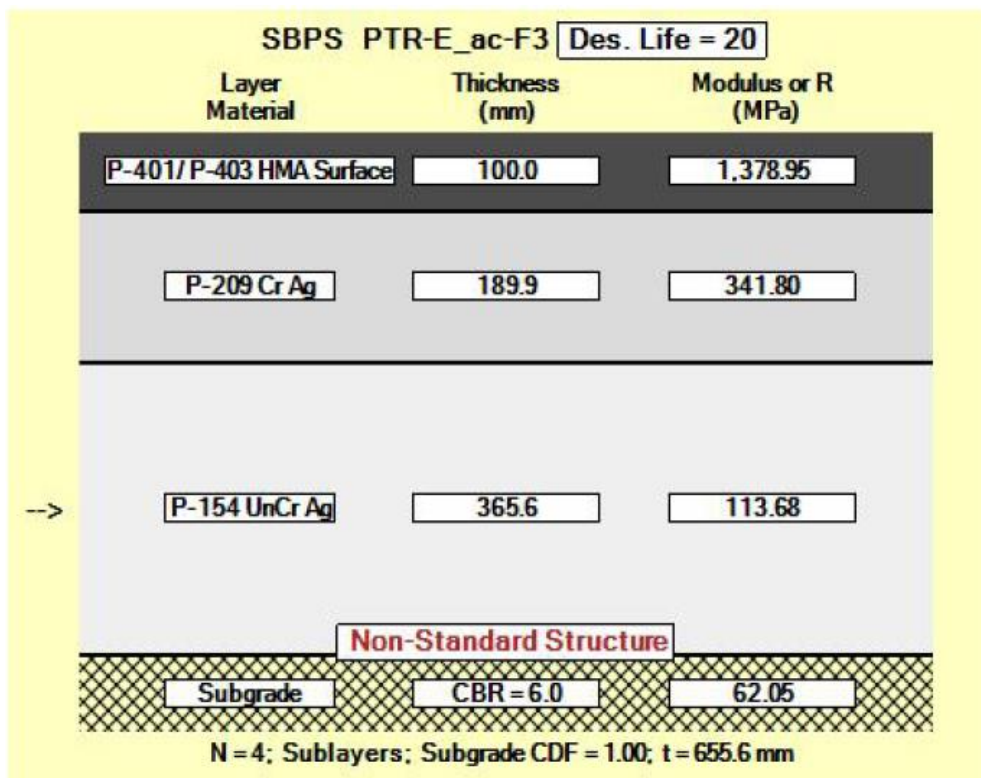 SBPS PTR-E_ac-F3 Des. Life = 20
Layer Material Thickness (mm) Modulus or R (MPa)
P-401/ P-403 HMA Surface 100.0 1,378.95
P-209 Cr Ag 189.9 341.80
--> P-154 UnCr Ag 365.6 113.68
Non-Standard Structure
Subgrade CBR = 6.0 62.05
N = 4; Sublayers; Subgrade CDF = 1.00; t = 655.6 mm